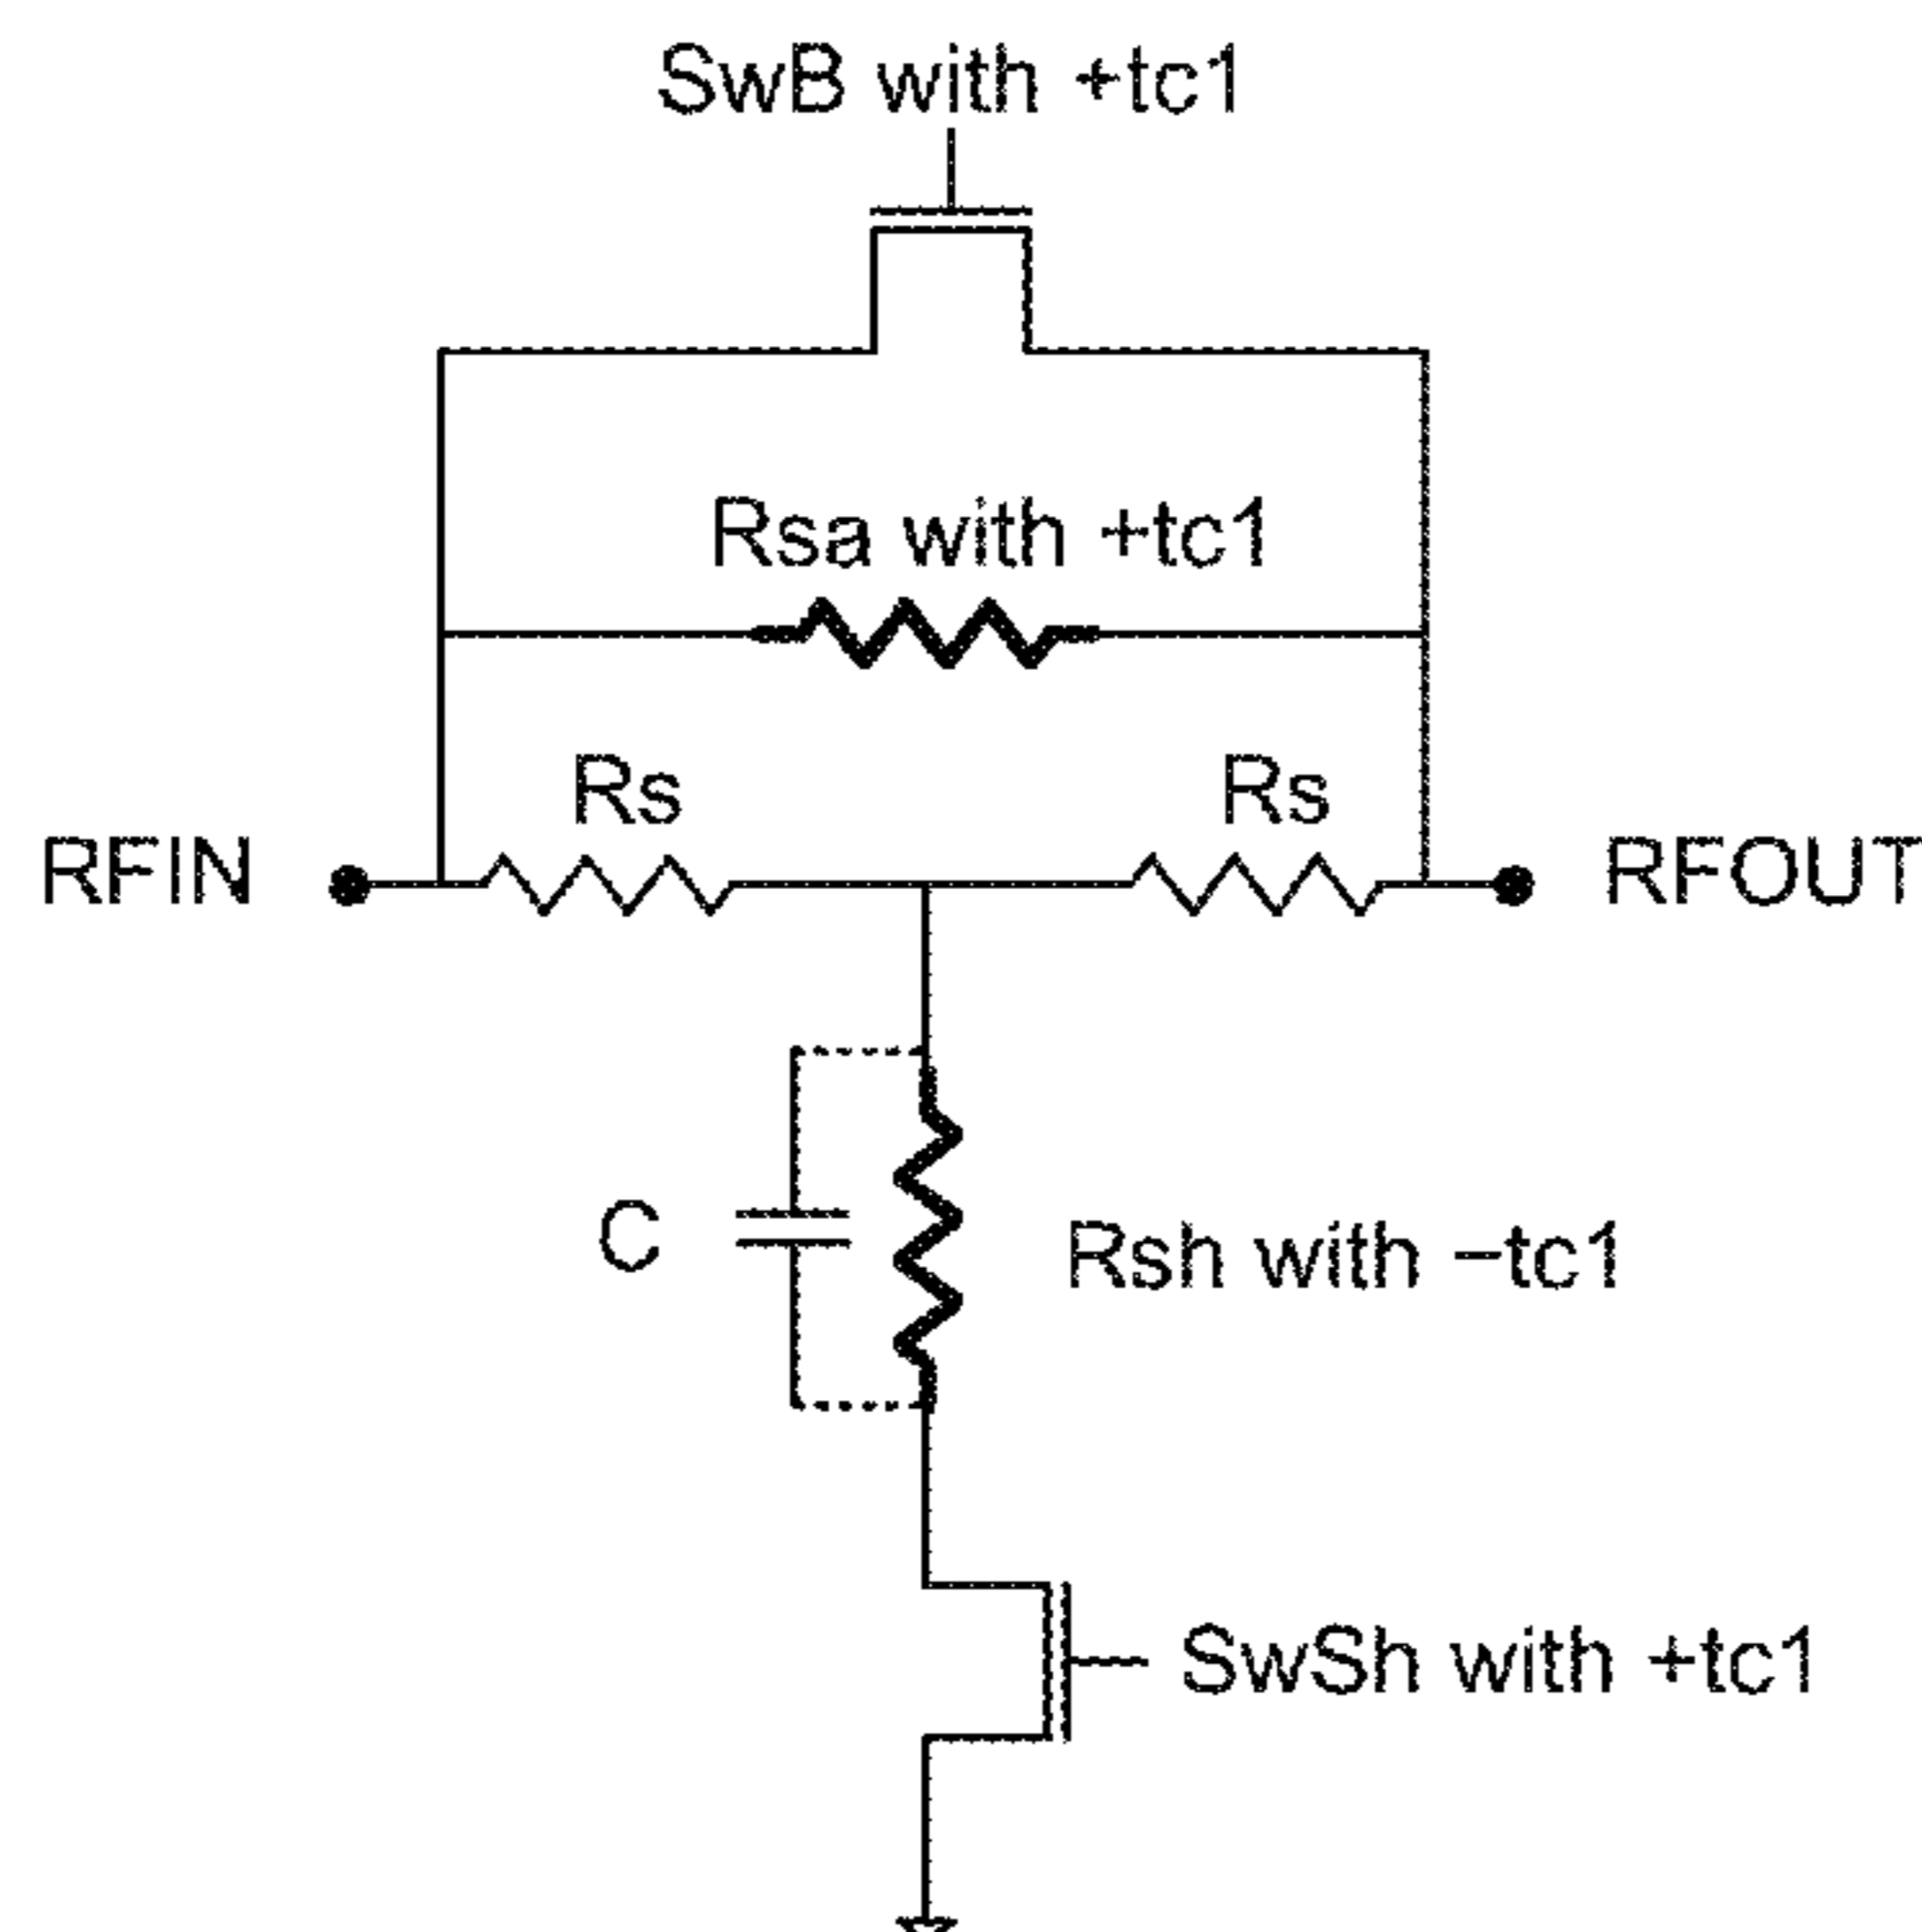 SwB with +tc1
Rsa with +tc1
Rs
Rs
RFIN
RFOUT
C
Rsh with −tc1
SwSh with +tc1